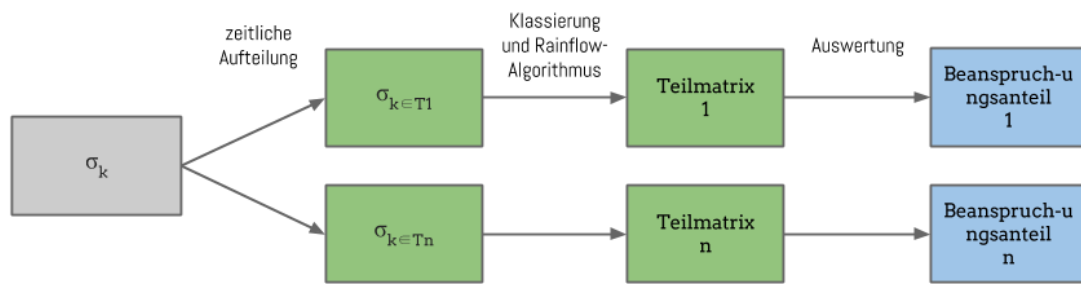 zeitliche
Aufteilung
Klassierung
und Rainflow-
Algorithmus
Auswertung
σₖ
σₖ∈T1
Teilmatrix
1
Beanspruch-u
ngsanteil
1
σₖ∈Tn
Teilmatrix
n
Beanspruch-u
ngsanteil
n